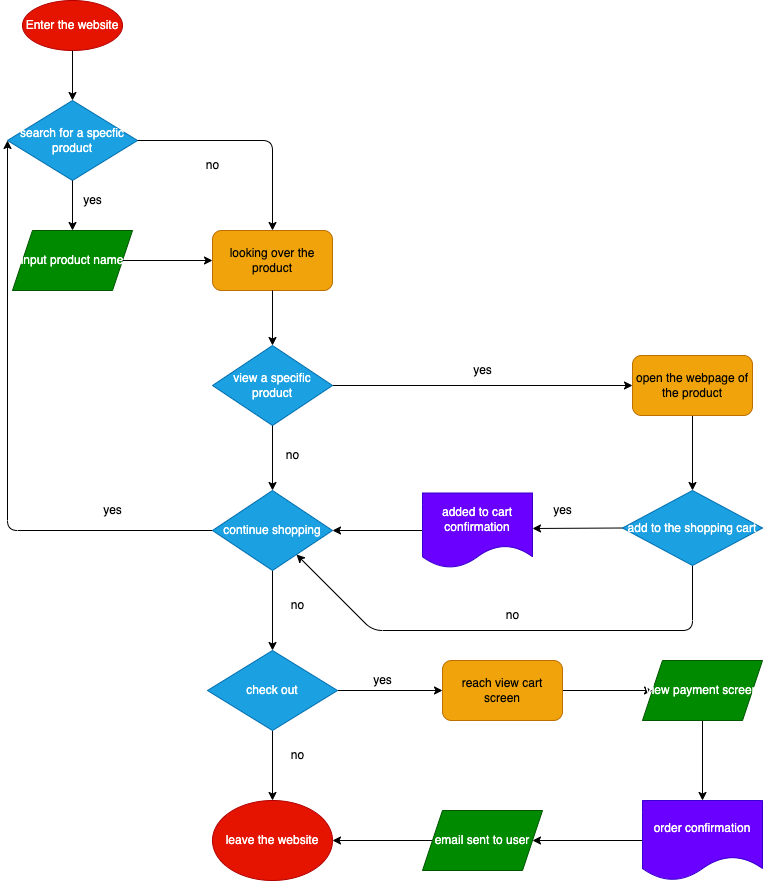 Enter the website
search for a specfic
product
no
yes
input product name
looking over the
product
view a specific
product
yes
open the webpage of
the product
no
yes
continue shopping
added to cart
confirmation
yes
add to the shopping cart
no
no
check out
yes
reach view cart
screen
new payment screen
no
leave the website
email sent to user
order confirmation